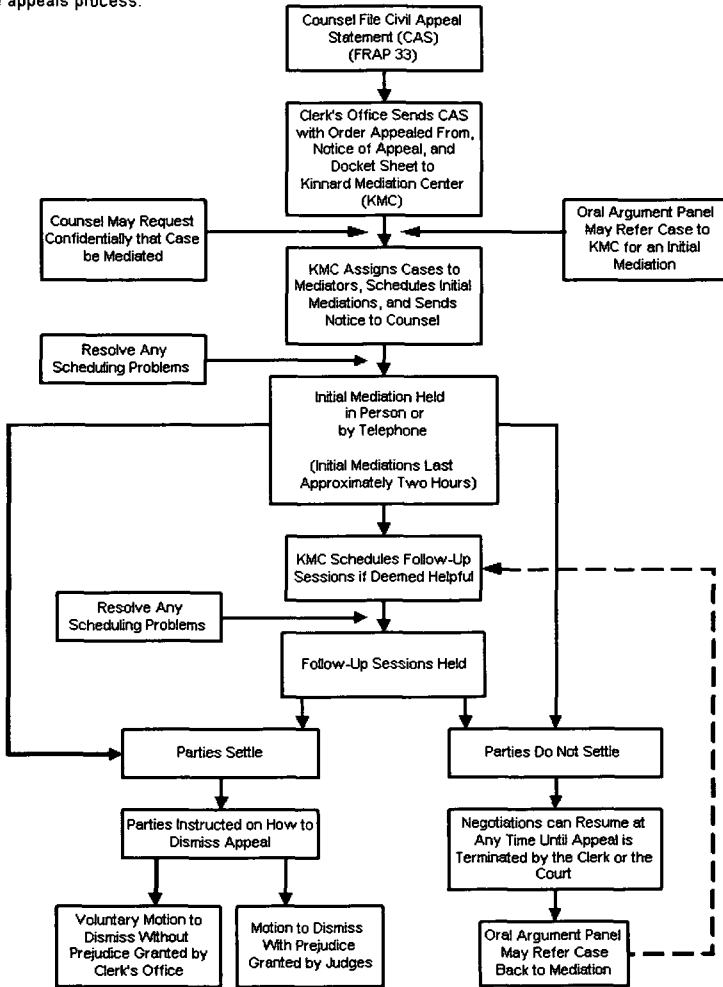 appeals process.
Counsel File Civil Appeal
Statement (CAS)
(FRAP 33)
Clerk's Office Sends CAS
with Order Appealed From,
Notice of Appeal, and
Docket Sheet to
Kinnard Mediation Center
(KMC)
Counsel May Request
Confidentially that Case
be Mediated
Oral Argument Panel
May Refer Case to
KMC for an Initial
Mediation
KMC Assigns Cases to
Mediators, Schedules Initial
Mediations, and Sends
Notice to Counsel
Resolve Any
Scheduling Problems
Initial Mediation Held
in Person or
by Telephone
(Initial Mediations Last
Approximately Two Hours)
KMC Schedules Follow-Up
Sessions if Deemed Helpful
Resolve Any
Scheduling Problems
Follow-Up Sessions Held
Parties Settle
Parties Do Not Settle
Parties Instructed on How to
Dismiss Appeal
Negotiations can Resume at
Any Time Until Appeal is
Terminated by the Clerk or the
Court
Voluntary Motion to
Dismiss Without
Prejudice Granted by
Clerk's Office
Motion to Dismiss
With Prejudice
Granted by Judges
Oral Argument Panel
May Refer Case
Back to Mediation